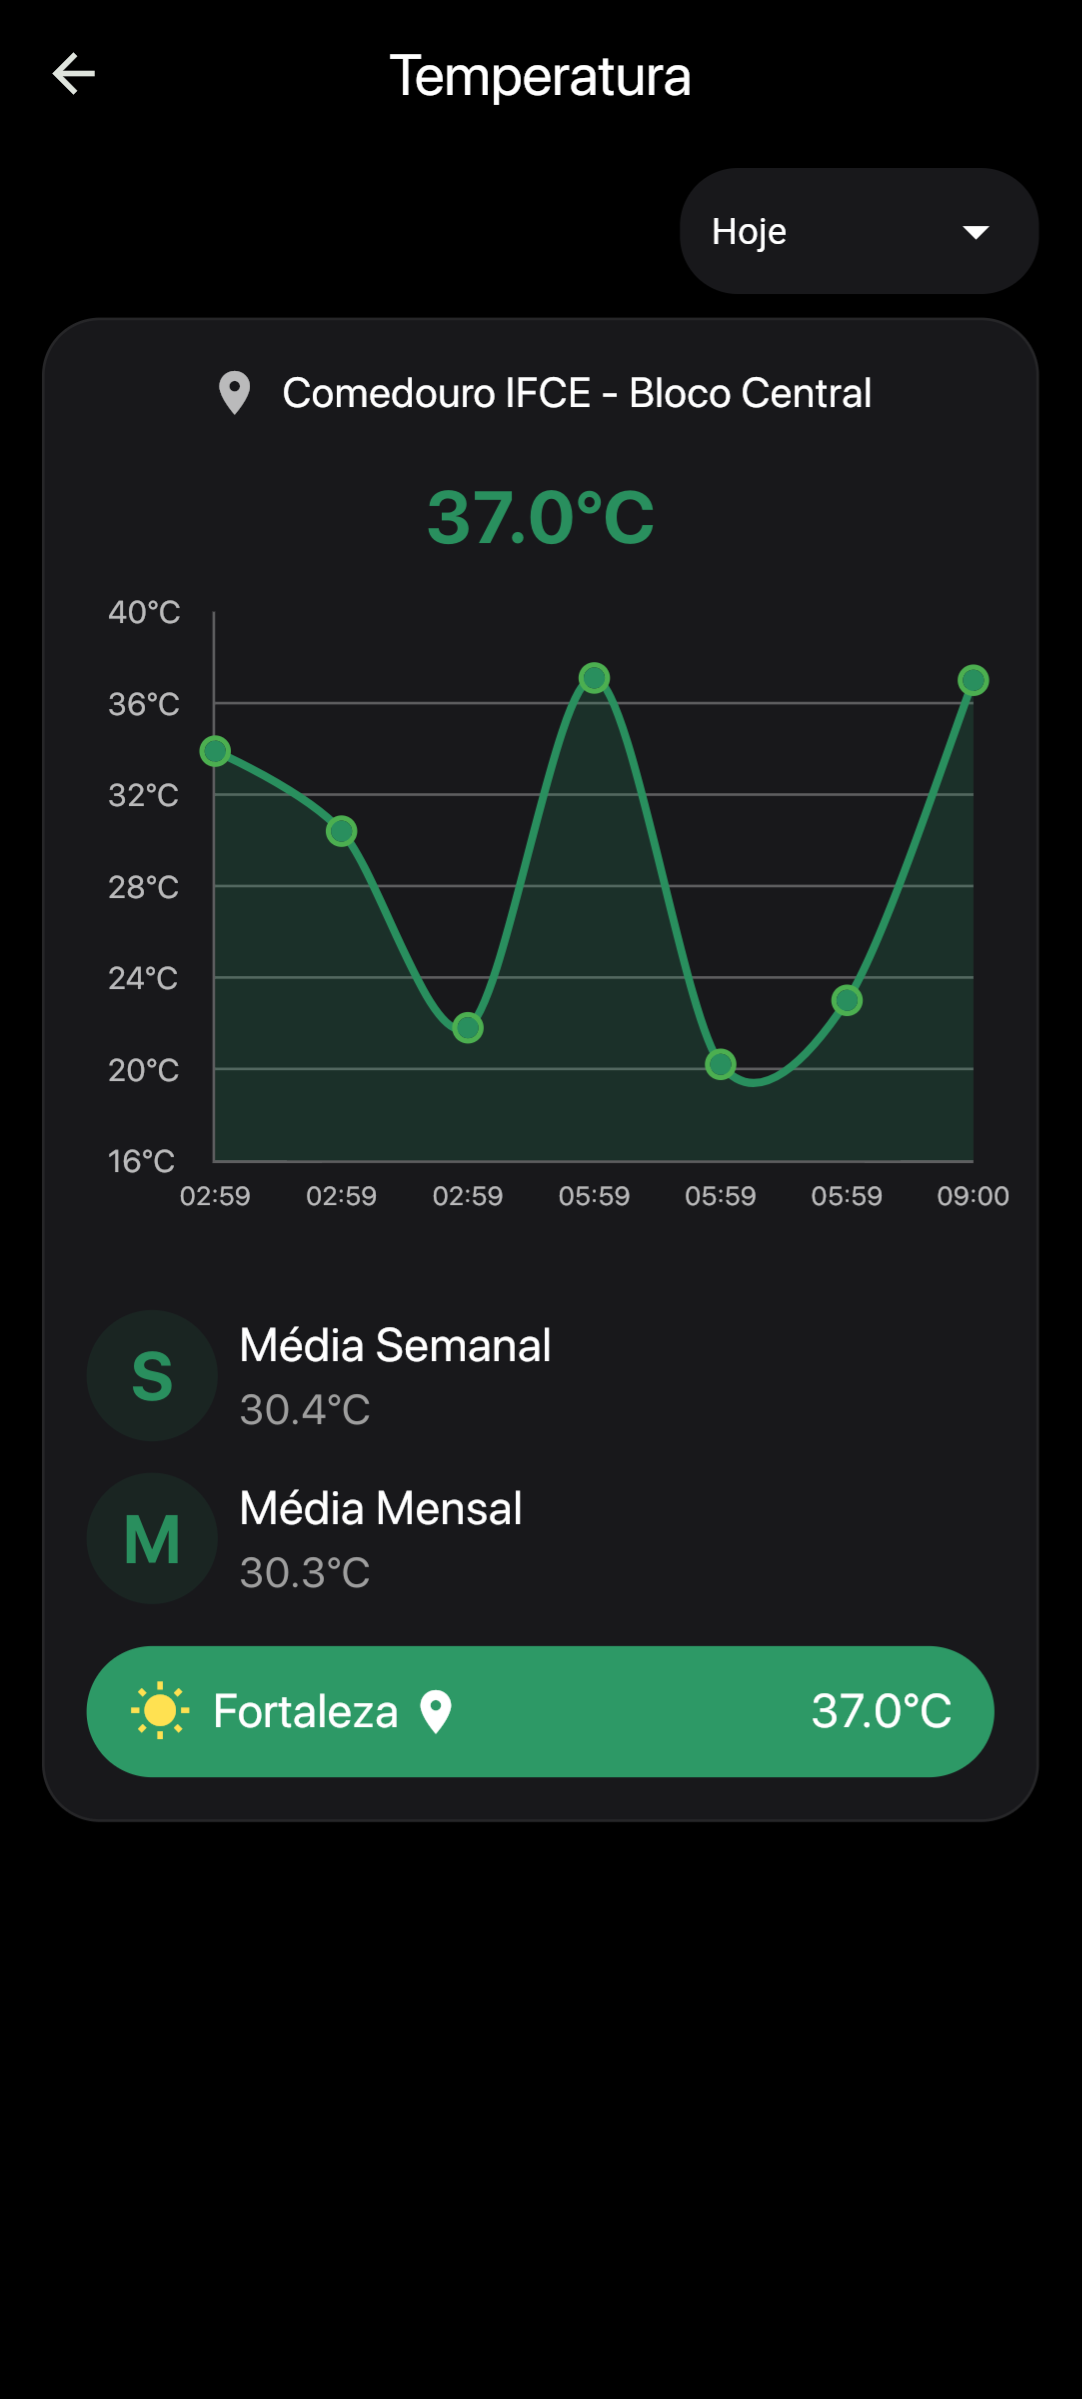 Temperatura
Hoje
Comedouro IFCE - Bloco Central
37.0°C
40°C
36°C
32°C
28°C
24°C
20°C
16°C
02:59 02:59 02:59 05:59 05:59 05:59 09:00
S
Média Semanal
30.4°C
M
Média Mensal
30.3°C
Fortaleza 37.0°C